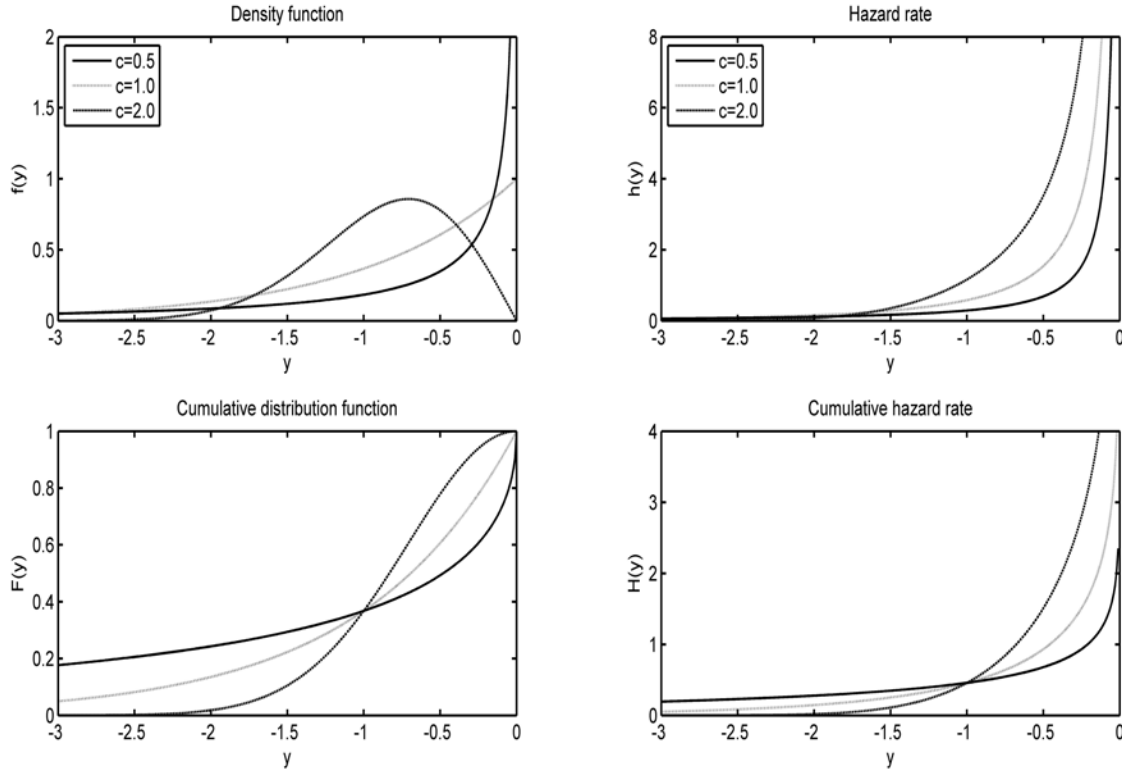 Density function
2
1.5
1
0.5
0
-3 -2.5 -2 -1.5 -1 -0.5 0
f(y)
y
c=0.5
c=1.0
c=2.0
Hazard rate
8
6
4
2
0
-3 -2.5 -2 -1.5 -1 -0.5 0
h(y)
y
c=0.5
c=1.0
c=2.0
Cumulative distribution function
1
0.8
0.6
0.4
0.2
0
-3 -2.5 -2 -1.5 -1 -0.5 0
F(y)
y
Cumulative hazard rate
4
3
2
1
0
-3 -2.5 -2 -1.5 -1 -0.5 0
H(y)
y